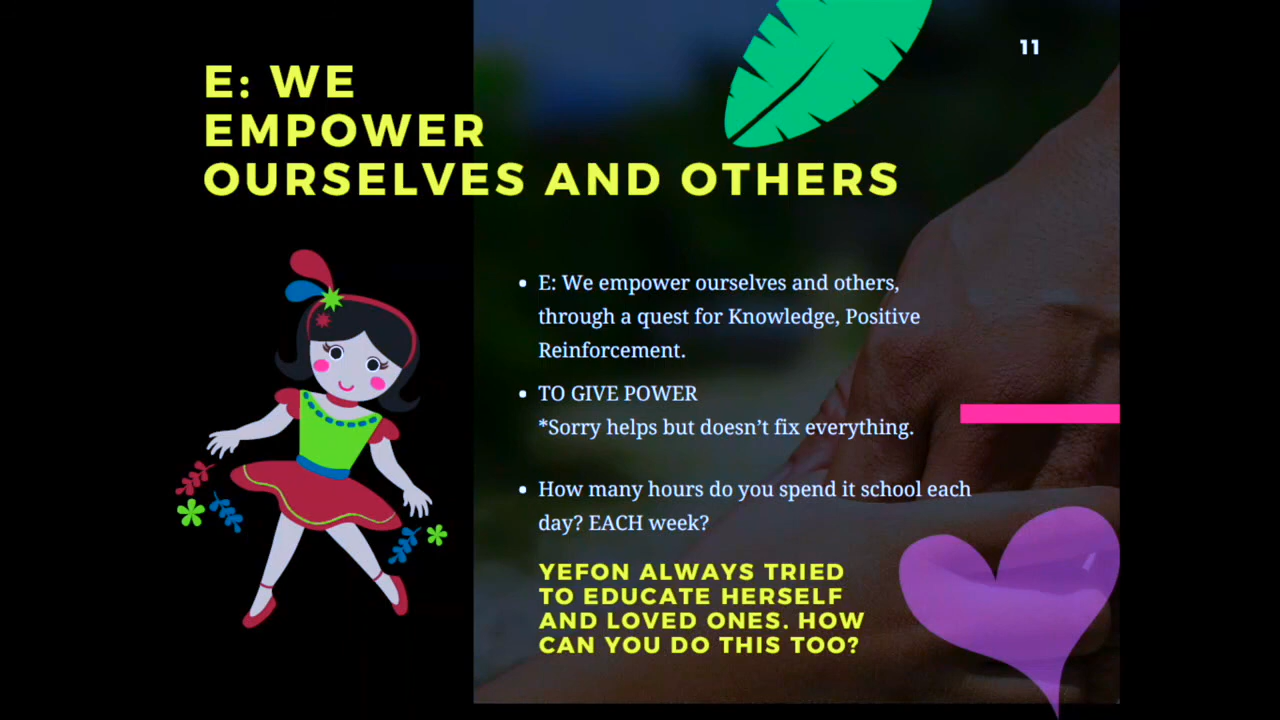 11
E: WE
EMPOWER
OURSELVES AND OTHERS
• E: We empower ourselves and others,
through a quest for Knowledge, Positive
Reinforcement.
• TO GIVE POWER
*Sorry helps but doesn’t fix everything.
• How many hours do you spend it school each
day? EACH week?
YEFON ALWAYS TRIED
TO EDUCATE HERSELF
AND LOVED ONES. HOW
CAN YOU DO THIS TOO?